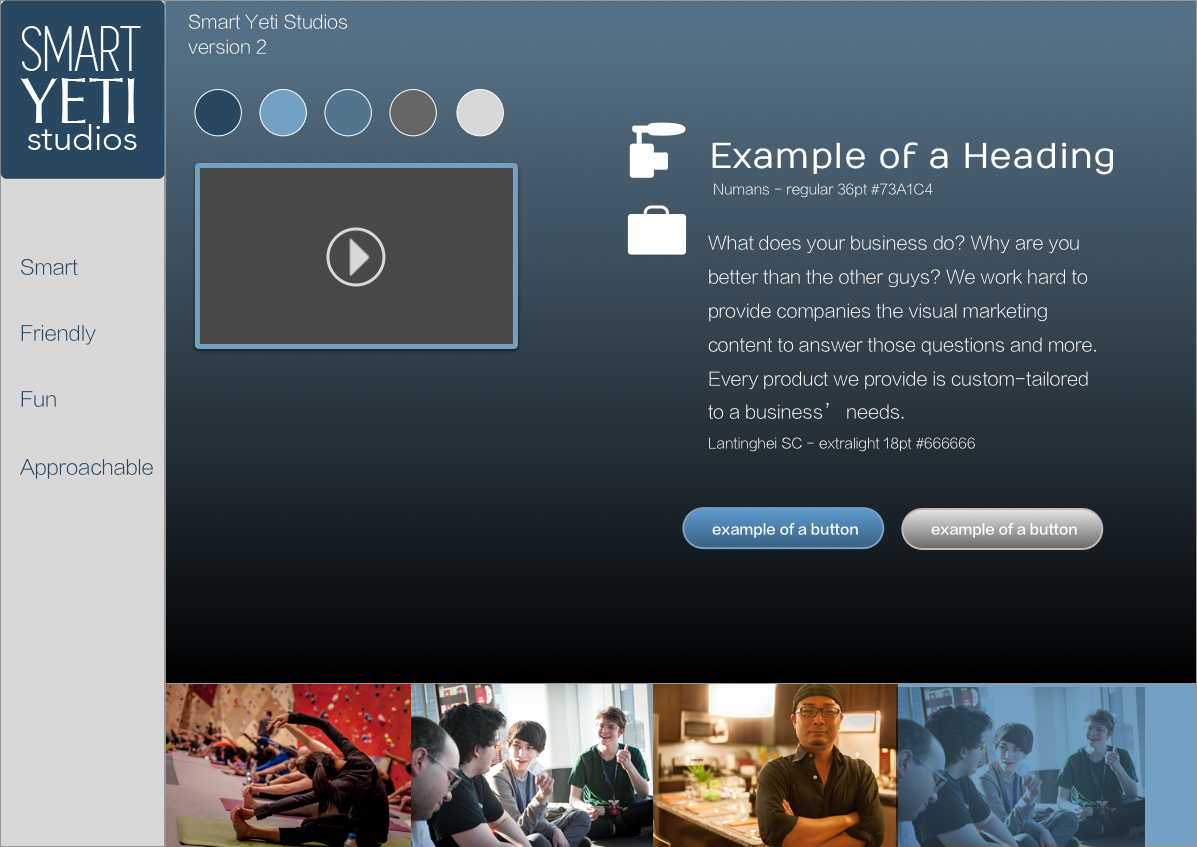 SMART
YETI
studios
Smart
Friendly
Fun
Approachable
Smart Yeti Studios
version 2
Example of a Heading
Numans - regular 36pt #73A1C4
What does your business do? Why are you
better than the other guys? We work hard to
provide companies the visual marketing
content to answer those questions and more.
Every product we provide is custom-tailored
to a business’ needs.
Lantinghei SC - extralight 18pt #666666
example of a button
example of a button